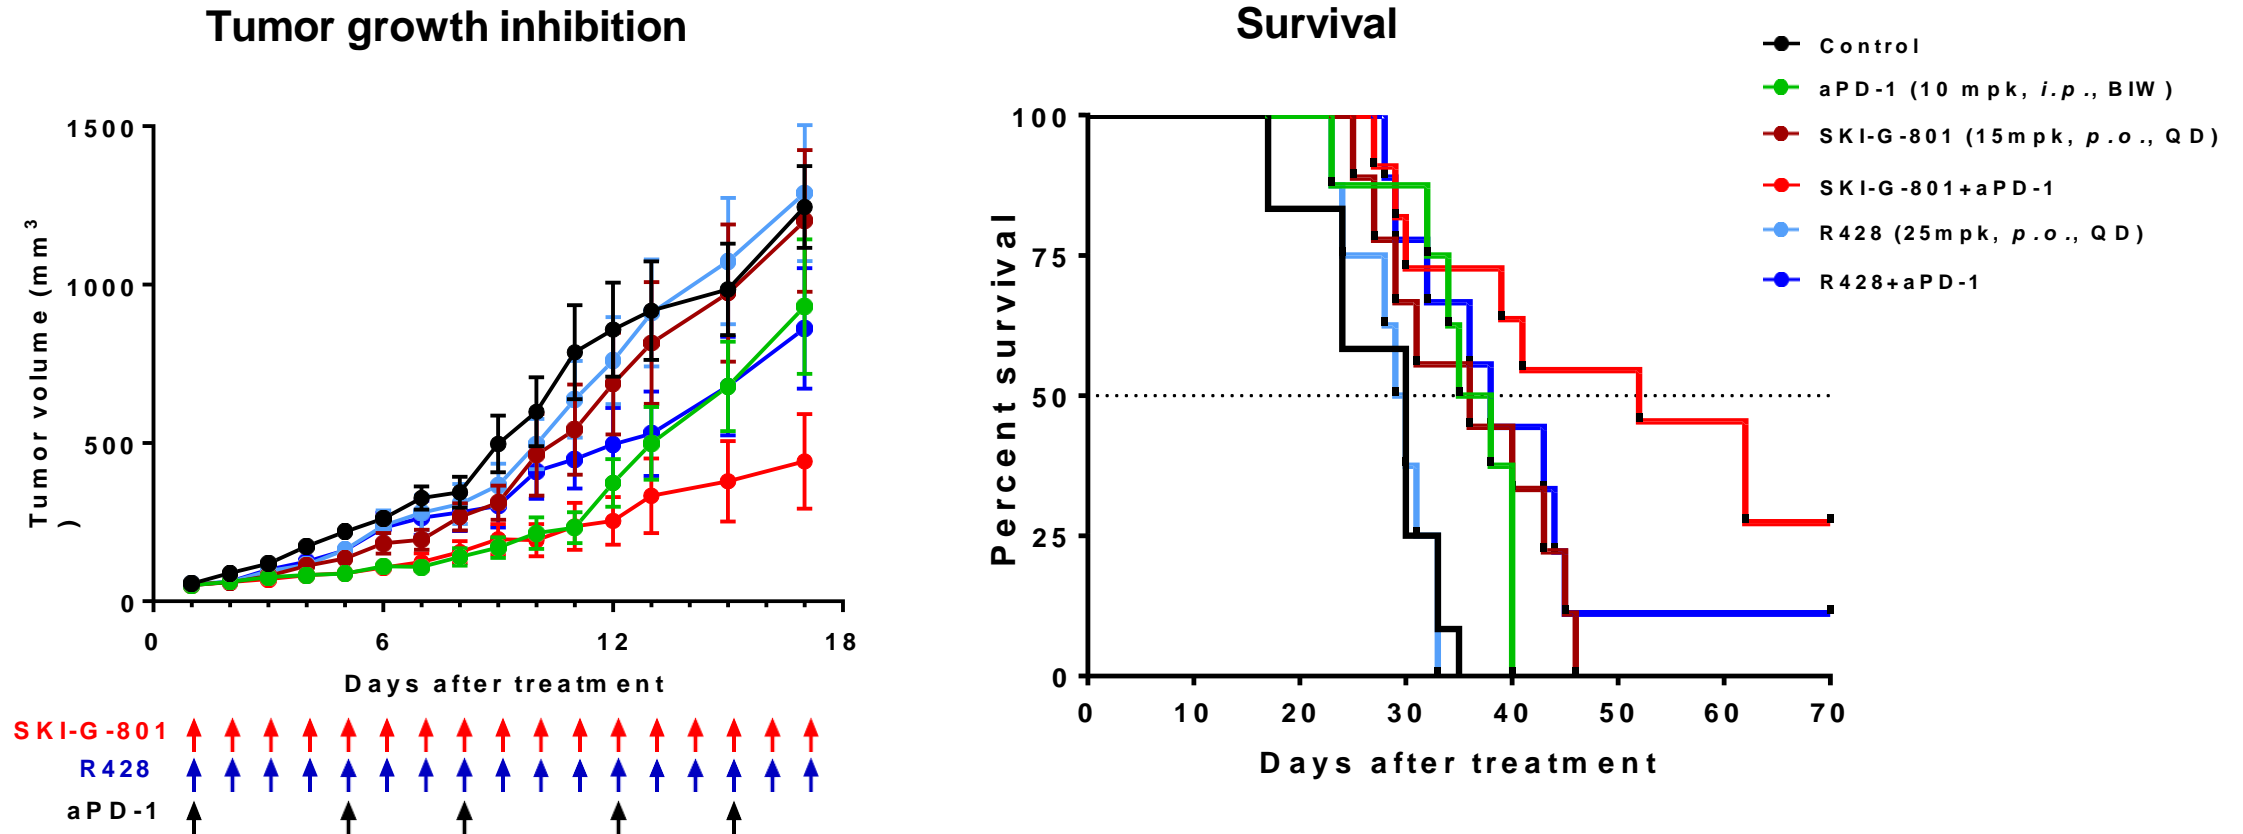 Tumor growth inhibition
Tumor volume (mm3)
1500
1000
500
0
0 6 12 18
Days after treatment
SKI-G-801
R428
aPD-1
Survival
Percent survival
100
75
50
25
0
0 10 20 30 40 50 60 70
Days after treatment
Control
aPD-1 (10 mpk, i.p., BIW)
SKI-G-801 (15mpk, p.o., QD)
SKI-G-801+aPD-1
R428 (25mpk, p.o., QD)
R428+aPD-1